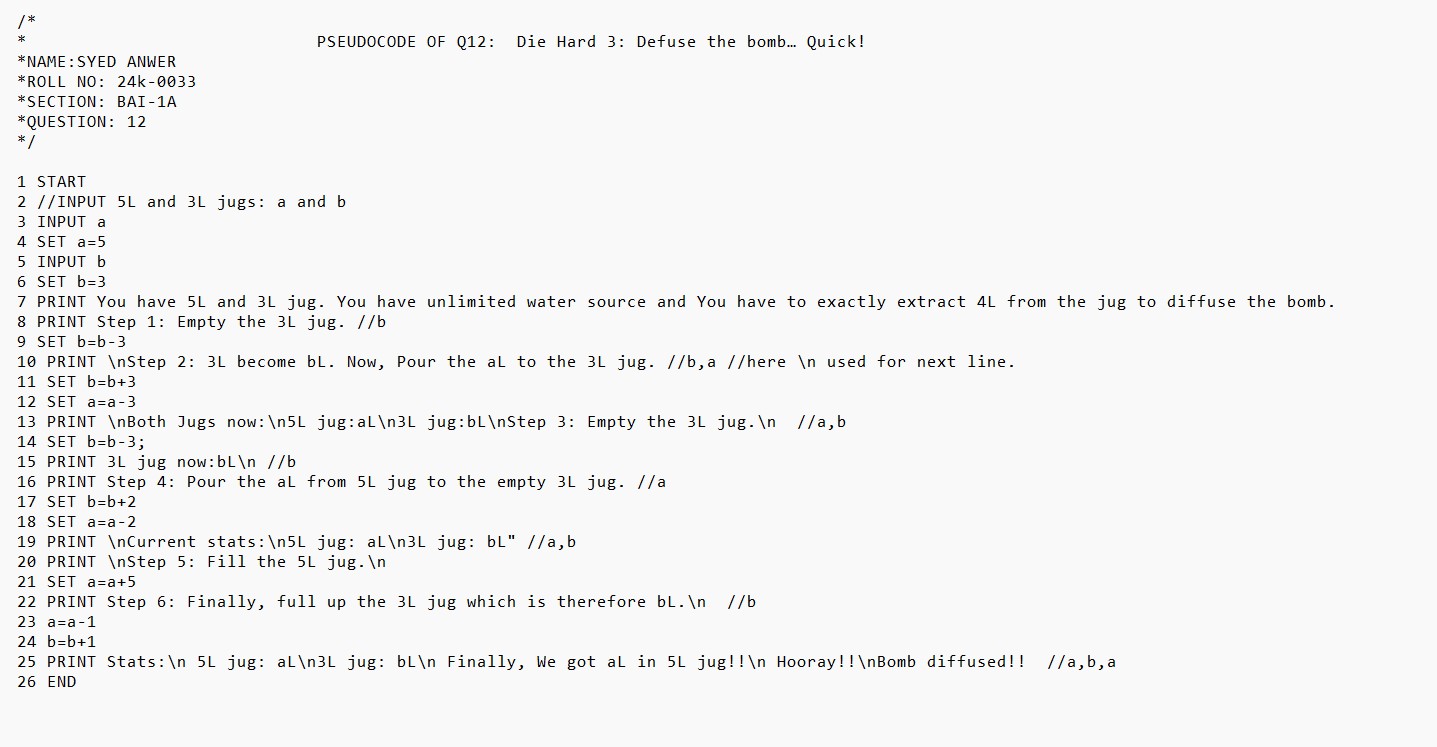 /*
*                             PSEUDOCODE OF Q12:  Die Hard 3: Defuse the bomb… Quick!
*NAME:SYED ANWER
*ROLL NO: 24k-0033
*SECTION: BAI-1A
*QUESTION: 12
*/

1 START
2 //INPUT 5L and 3L jugs: a and b
3 INPUT a
4 SET a=5
5 INPUT b
6 SET b=3
7 PRINT You have 5L and 3L jug. You have unlimited water source and You have to exactly extract 4L from the jug to diffuse the bomb.
8 PRINT Step 1: Empty the 3L jug. //b
9 SET b=b-3
10 PRINT \nStep 2: 3L become bL. Now, Pour the aL to the 3L jug. //b,a //here \n used for next line.
11 SET b=b+3
12 SET a=a-3
13 PRINT \nBoth Jugs now:\n5L jug:aL\n3L jug:bL\nStep 3: Empty the 3L jug.\n  //a,b
14 SET b=b-3;
15 PRINT 3L jug now:bL\n //b
16 PRINT Step 4: Pour the aL from 5L jug to the empty 3L jug. //a
17 SET b=b+2
18 SET a=a-2
19 PRINT \nCurrent stats:\n5L jug: aL\n3L jug: bL" //a,b
20 PRINT \nStep 5: Fill the 5L jug.\n
21 SET a=a+5
22 PRINT Step 6: Finally, full up the 3L jug which is therefore bL.\n  //b
23 a=a-1
24 b=b+1
25 PRINT Stats:\n 5L jug: aL\n3L jug: bL\n Finally, We got aL in 5L jug!!\n Hooray!!\nBomb diffused!!  //a,b,a
26 END